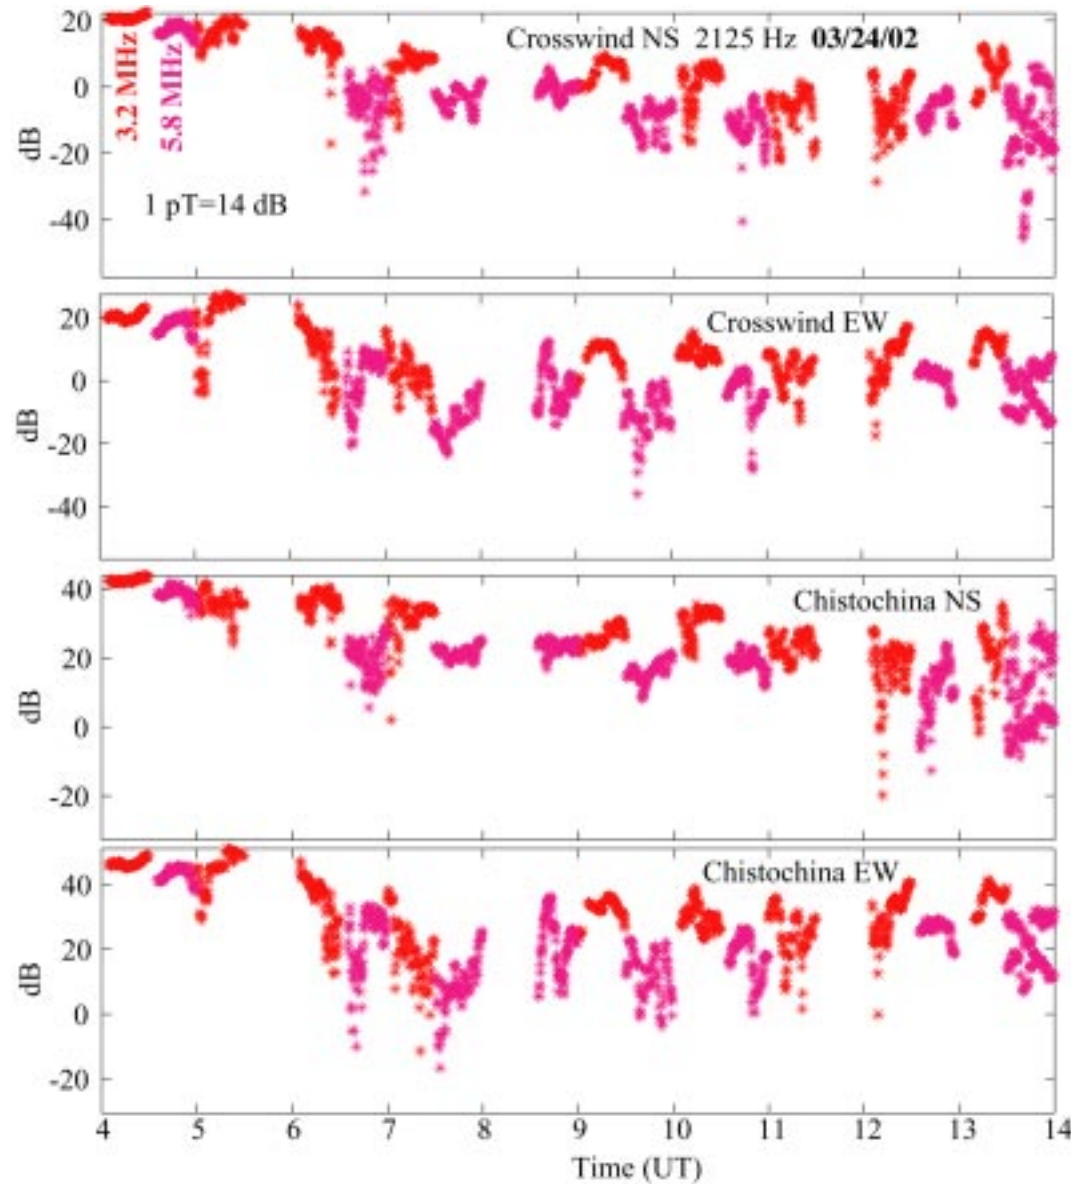 20
0
-20
-40
dB
3.2 MHz
5.8 MHz
Crosswind NS 2125 Hz 03/24/02
1 pT=14 dB
20
0
-20
-40
dB
Crosswind EW
40
20
0
-20
dB
Chistochina NS
40
20
0
-20
dB
Chistochina EW
4 5 6 7 8 9 10 11 12 13 14
Time (UT)